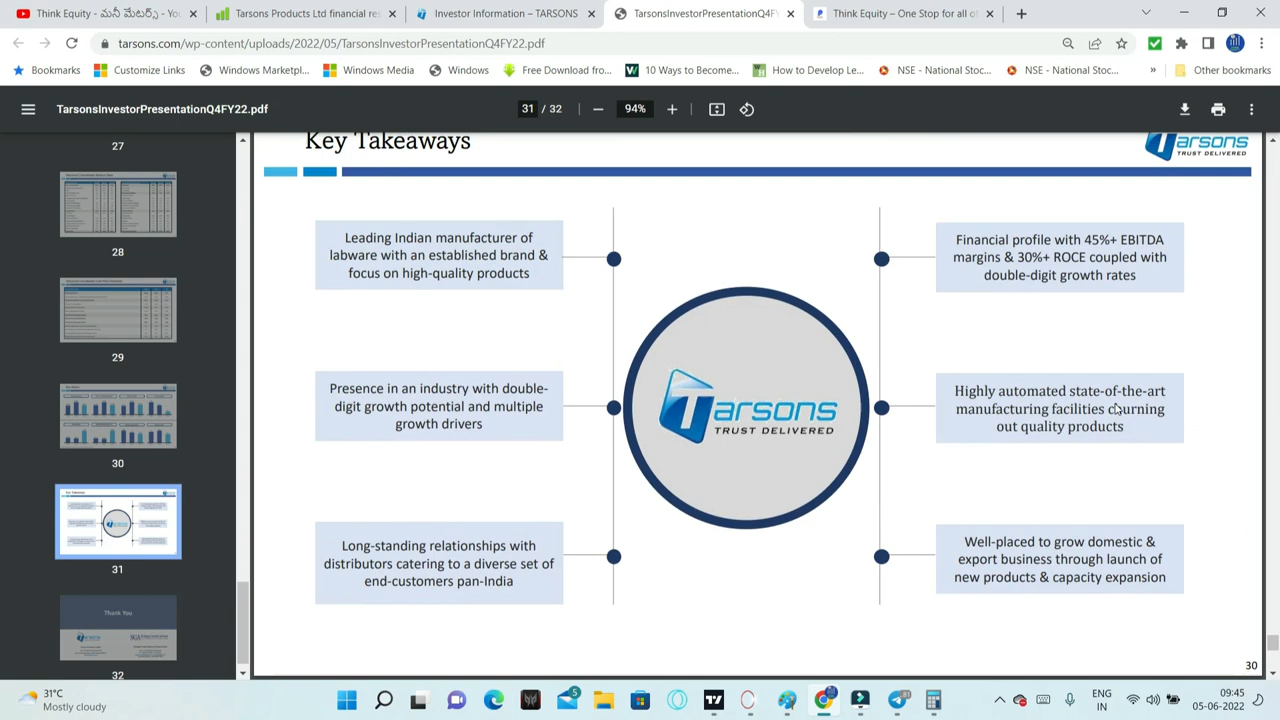 Think Equity - మనీ మేటర్స్ - Yo
Tarsons Products Ltd financial re
Investor Information – TARSONS
TarsonsInvestorPresentationQ4FY
Think Equity – One Stop for all o
tarsons.com/wp-content/uploads/2022/05/TarsonsInvestorPresentationQ4FY22.pdf
Bookmarks
Customize Links
Windows Marketpl...
Windows Media
Windows
Free Download fro...
10 Ways to Become...
How to Develop Le...
NSE - National Stoc...
NSE - National Stoc...
»
Other bookmarks
TarsonsInvestorPresentationQ4FY22.pdf
31 / 32
94%
27
28
29
30
31
Thank You
32
Key Takeaways
Tarsons
TRUST DELIVERED
Leading Indian manufacturer of
labware with an established brand &
focus on high-quality products
Presence in an industry with double-
digit growth potential and multiple
growth drivers
Long-standing relationships with
distributors catering to a diverse set of
end-customers pan-India
Tarsons
TRUST DELIVERED
Financial profile with 45%+ EBITDA
margins & 30%+ ROCE coupled with
double-digit growth rates
Highly automated state-of-the-art
manufacturing facilities churning
out quality products
Well-placed to grow domestic &
export business through launch of
new products & capacity expansion
30
31°C
Mostly cloudy
5
81
ENG
IN
09:45
05-06-2022